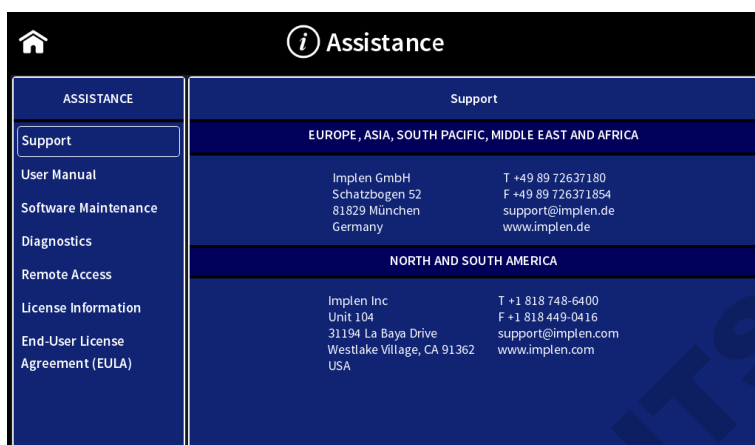 Assistance
ASSISTANCE
Support
User Manual
Software Maintenance
Diagnostics
Remote Access
License Information
End-User License
Agreement (EULA)
Support
EUROPE, ASIA, SOUTH PACIFIC, MIDDLE EAST AND AFRICA
Implen GmbH
Schatzbogen 52
81829 München
Germany
T +49 89 72637180
F +49 89 726371854
support@implen.de
www.implen.de
NORTH AND SOUTH AMERICA
Implen Inc
Unit 104
31194 La Baya Drive
Westlake Village, CA 91362
USA
T +1 818 748-6400
F +1 818 449-0416
support@implen.com
www.implen.com